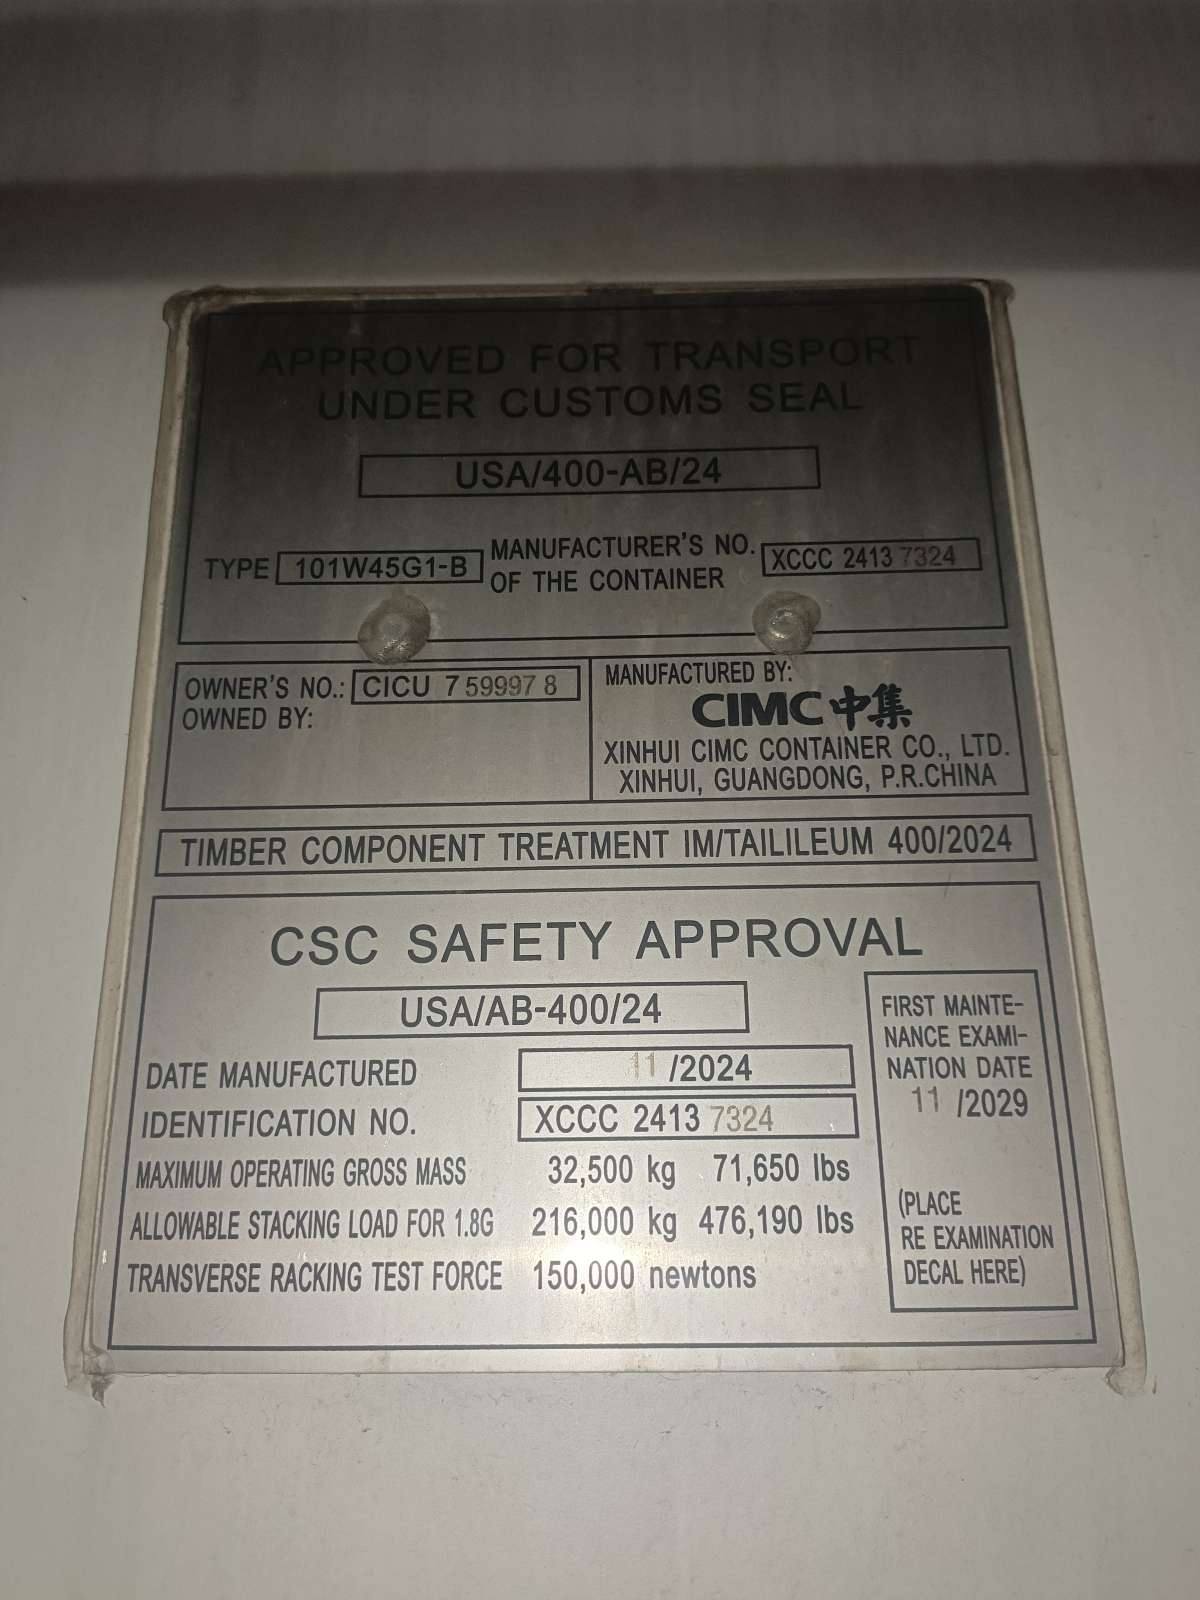 APPROVED FOR TRANSPORT
UNDER CUSTOMS SEAL
USA/400-AB/24
TYPE 101W45G1-B MANUFACTURER'S NO. OF THE CONTAINER XCCC 2413 7324
OWNER'S NO.: CICU 7 59997 8
OWNED BY:
MANUFACTURED BY:
CIMC 中集
XINHUI CIMC CONTAINER CO., LTD.
XINHUI, GUANGDONG, P.R.CHINA
TIMBER COMPONENT TREATMENT IM/TAILILEUM 400/2024
CSC SAFETY APPROVAL
USA/AB-400/24
DATE MANUFACTURED 11 /2024
IDENTIFICATION NO. XCCC 2413 7324
MAXIMUM OPERATING GROSS MASS 32,500 kg 71,650 lbs
ALLOWABLE STACKING LOAD FOR 1.8G 216,000 kg 476,190 lbs
TRANSVERSE RACKING TEST FORCE 150,000 newtons
FIRST MAINTE-
NANCE EXAMI-
NATION DATE
11 /2029
(PLACE
RE EXAMINATION
DECAL HERE)